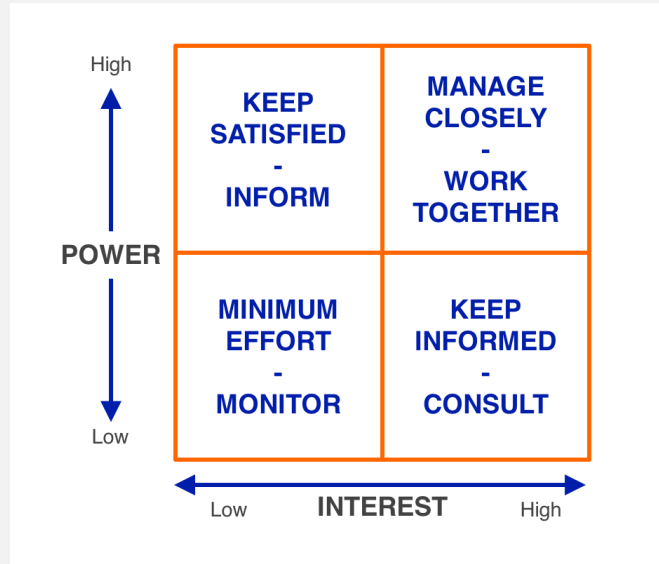 High
KEEP
SATISFIED
-
INFORM
MANAGE
CLOSELY
-
WORK
TOGETHER
POWER
MINIMUM
EFFORT
-
MONITOR
KEEP
INFORMED
-
CONSULT
Low
Low
INTEREST
High